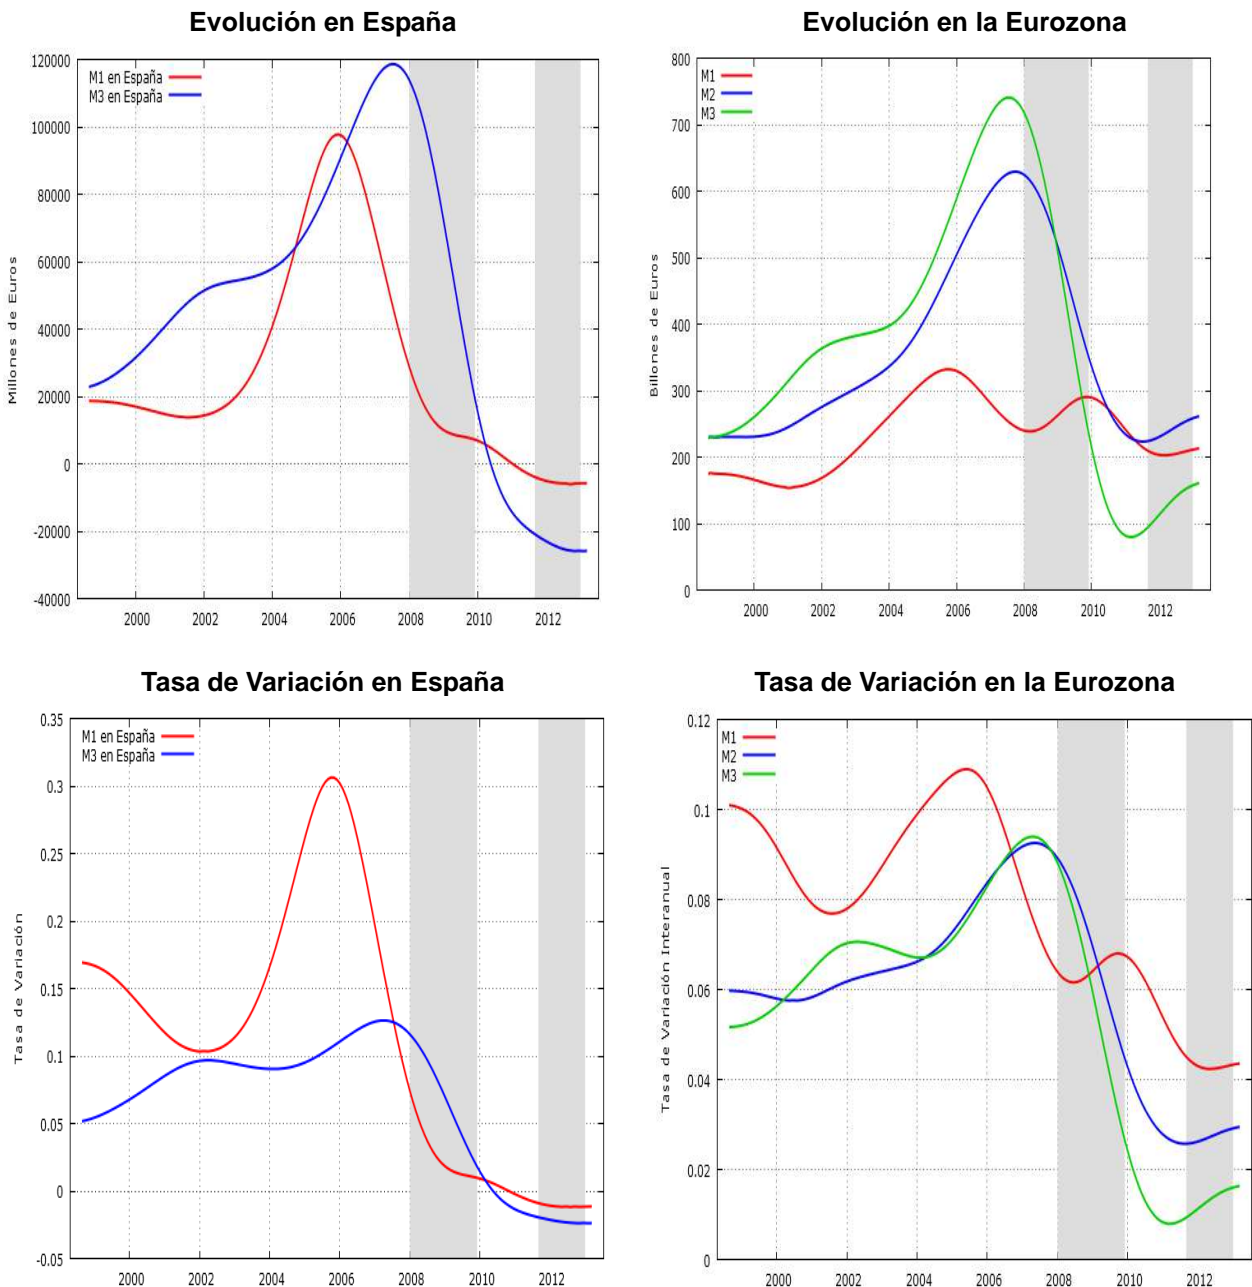 Evolución en España
M1 en España
M3 en España
Millones de Euros
120000
100000
80000
60000
40000
20000
0
-20000
-40000
2000 2002 2004 2006 2008 2010 2012
Evolución en la Eurozona
M1
M2
M3
Billones de Euros
800
700
600
500
400
300
200
100
0
2000 2002 2004 2006 2008 2010 2012
Tasa de Variación en España
M1 en España
M3 en España
Tasa de Variación
0.35
0.3
0.25
0.2
0.15
0.1
0.05
0
-0.05
2000 2002 2004 2006 2008 2010 2012
Tasa de Variación en la Eurozona
M1
M2
M3
Tasa de Variación Interanual
0.12
0.1
0.08
0.06
0.04
0.02
0
2000 2002 2004 2006 2008 2010 2012